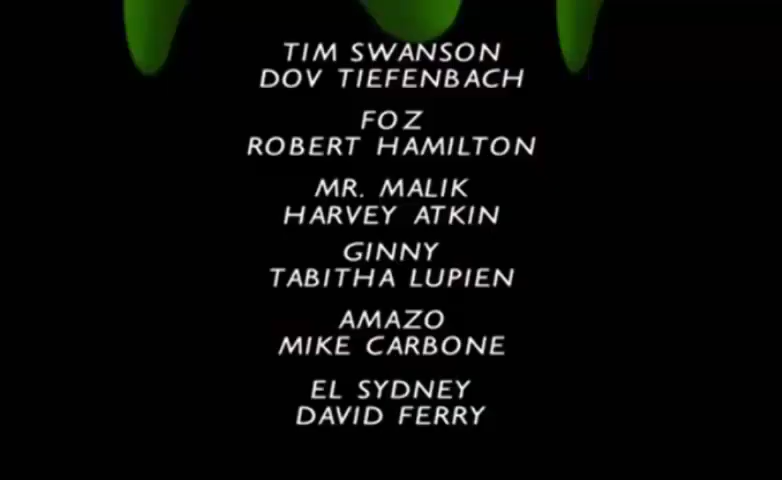 TIM SWANSON
DOV TIEFENBACH
FOZ
ROBERT HAMILTON
MR. MALIK
HARVEY ATKIN
GINNY
TABITHA LUPIEN
AMAZO
MIKE CARBONE
EL SYDNEY
DAVID FERRY